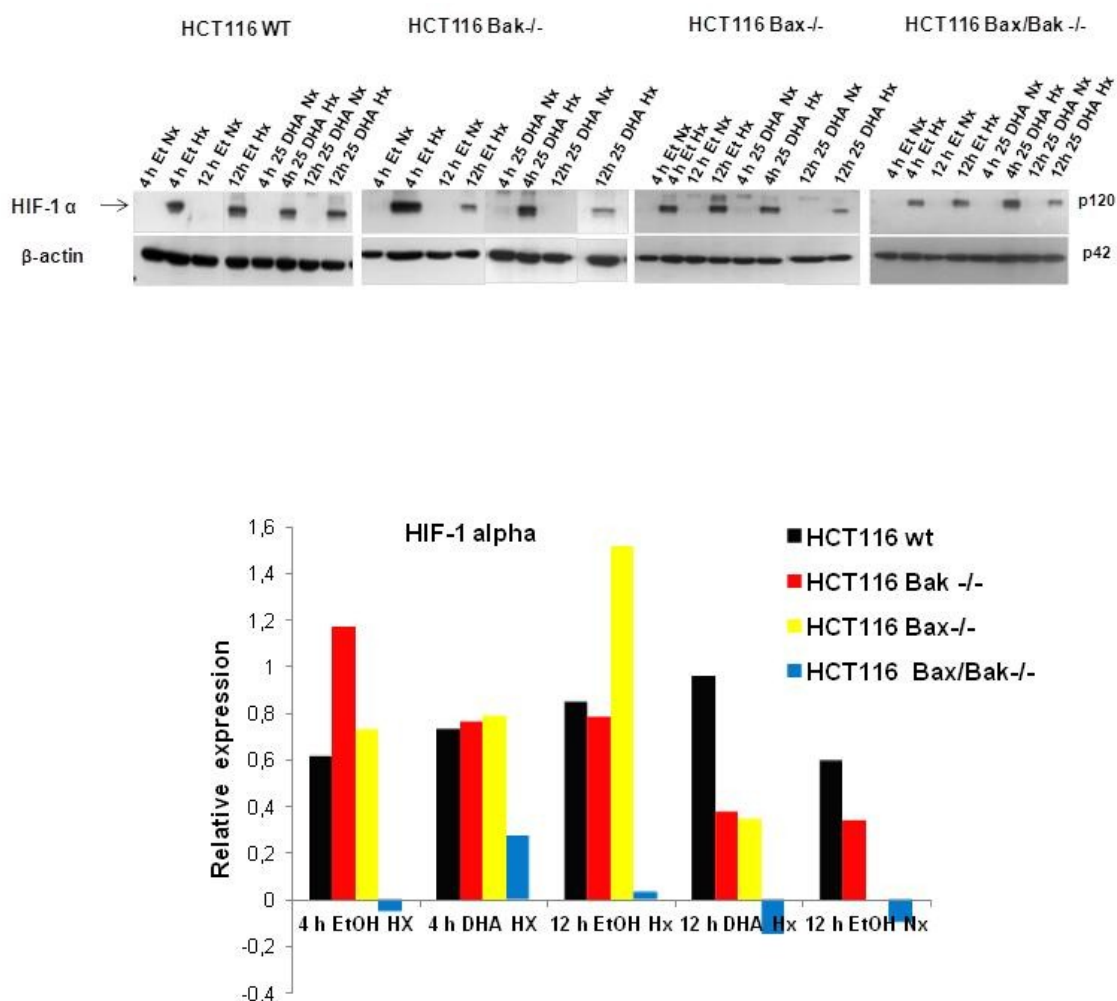 HCT116 WT
HCT116 Bak-/-
HCT116 Bax-/-
HCT116 Bax/Bak -/-
4 h Et Nx
4 h Et Hx
12 h Et Nx
12h Et Hx
4 h 25 DHA Nx
4h 25 DHA Hx
12h 25 DHA Nx
12h 25 DHA Hx
4 h Et Nx
4 h Et Hx
12 h Et Nx
12h Et Hx
4h 25 DHA Nx
4h 25 DHA Hx
12h 25 DHA Nx
12h 25 DHA Hx
4 h Et Nx
4 h Et Hx
12 h Et Nx
12h Et Hx
4 h 25 DHA Nx
4h 25 DHA Hx
12h 25 DHA Nx
12h 25 DHA Hx
4 h Et Nx
4 h Et Hx
12 h Et Nx
12h Et Hx
4 h 25 DHA Nx
4h 25 DHA Hx
12h 25 DHA Nx
12h 25 DHA Hx
HIF-1 α
p120
β-actin
p42
HIF-1 alpha
HCT116 wt
HCT116 Bak -/-
HCT116 Bax-/-
HCT116 Bax/Bak-/-
Relative expression
1,6
1,4
1,2
1
0,8
0,6
0,4
0,2
0
-0,2
-0,4
4 h EtOH HX
4 h DHA HX
12 h EtOH Hx
12 h DHA Hx
12 h EtOH Nx